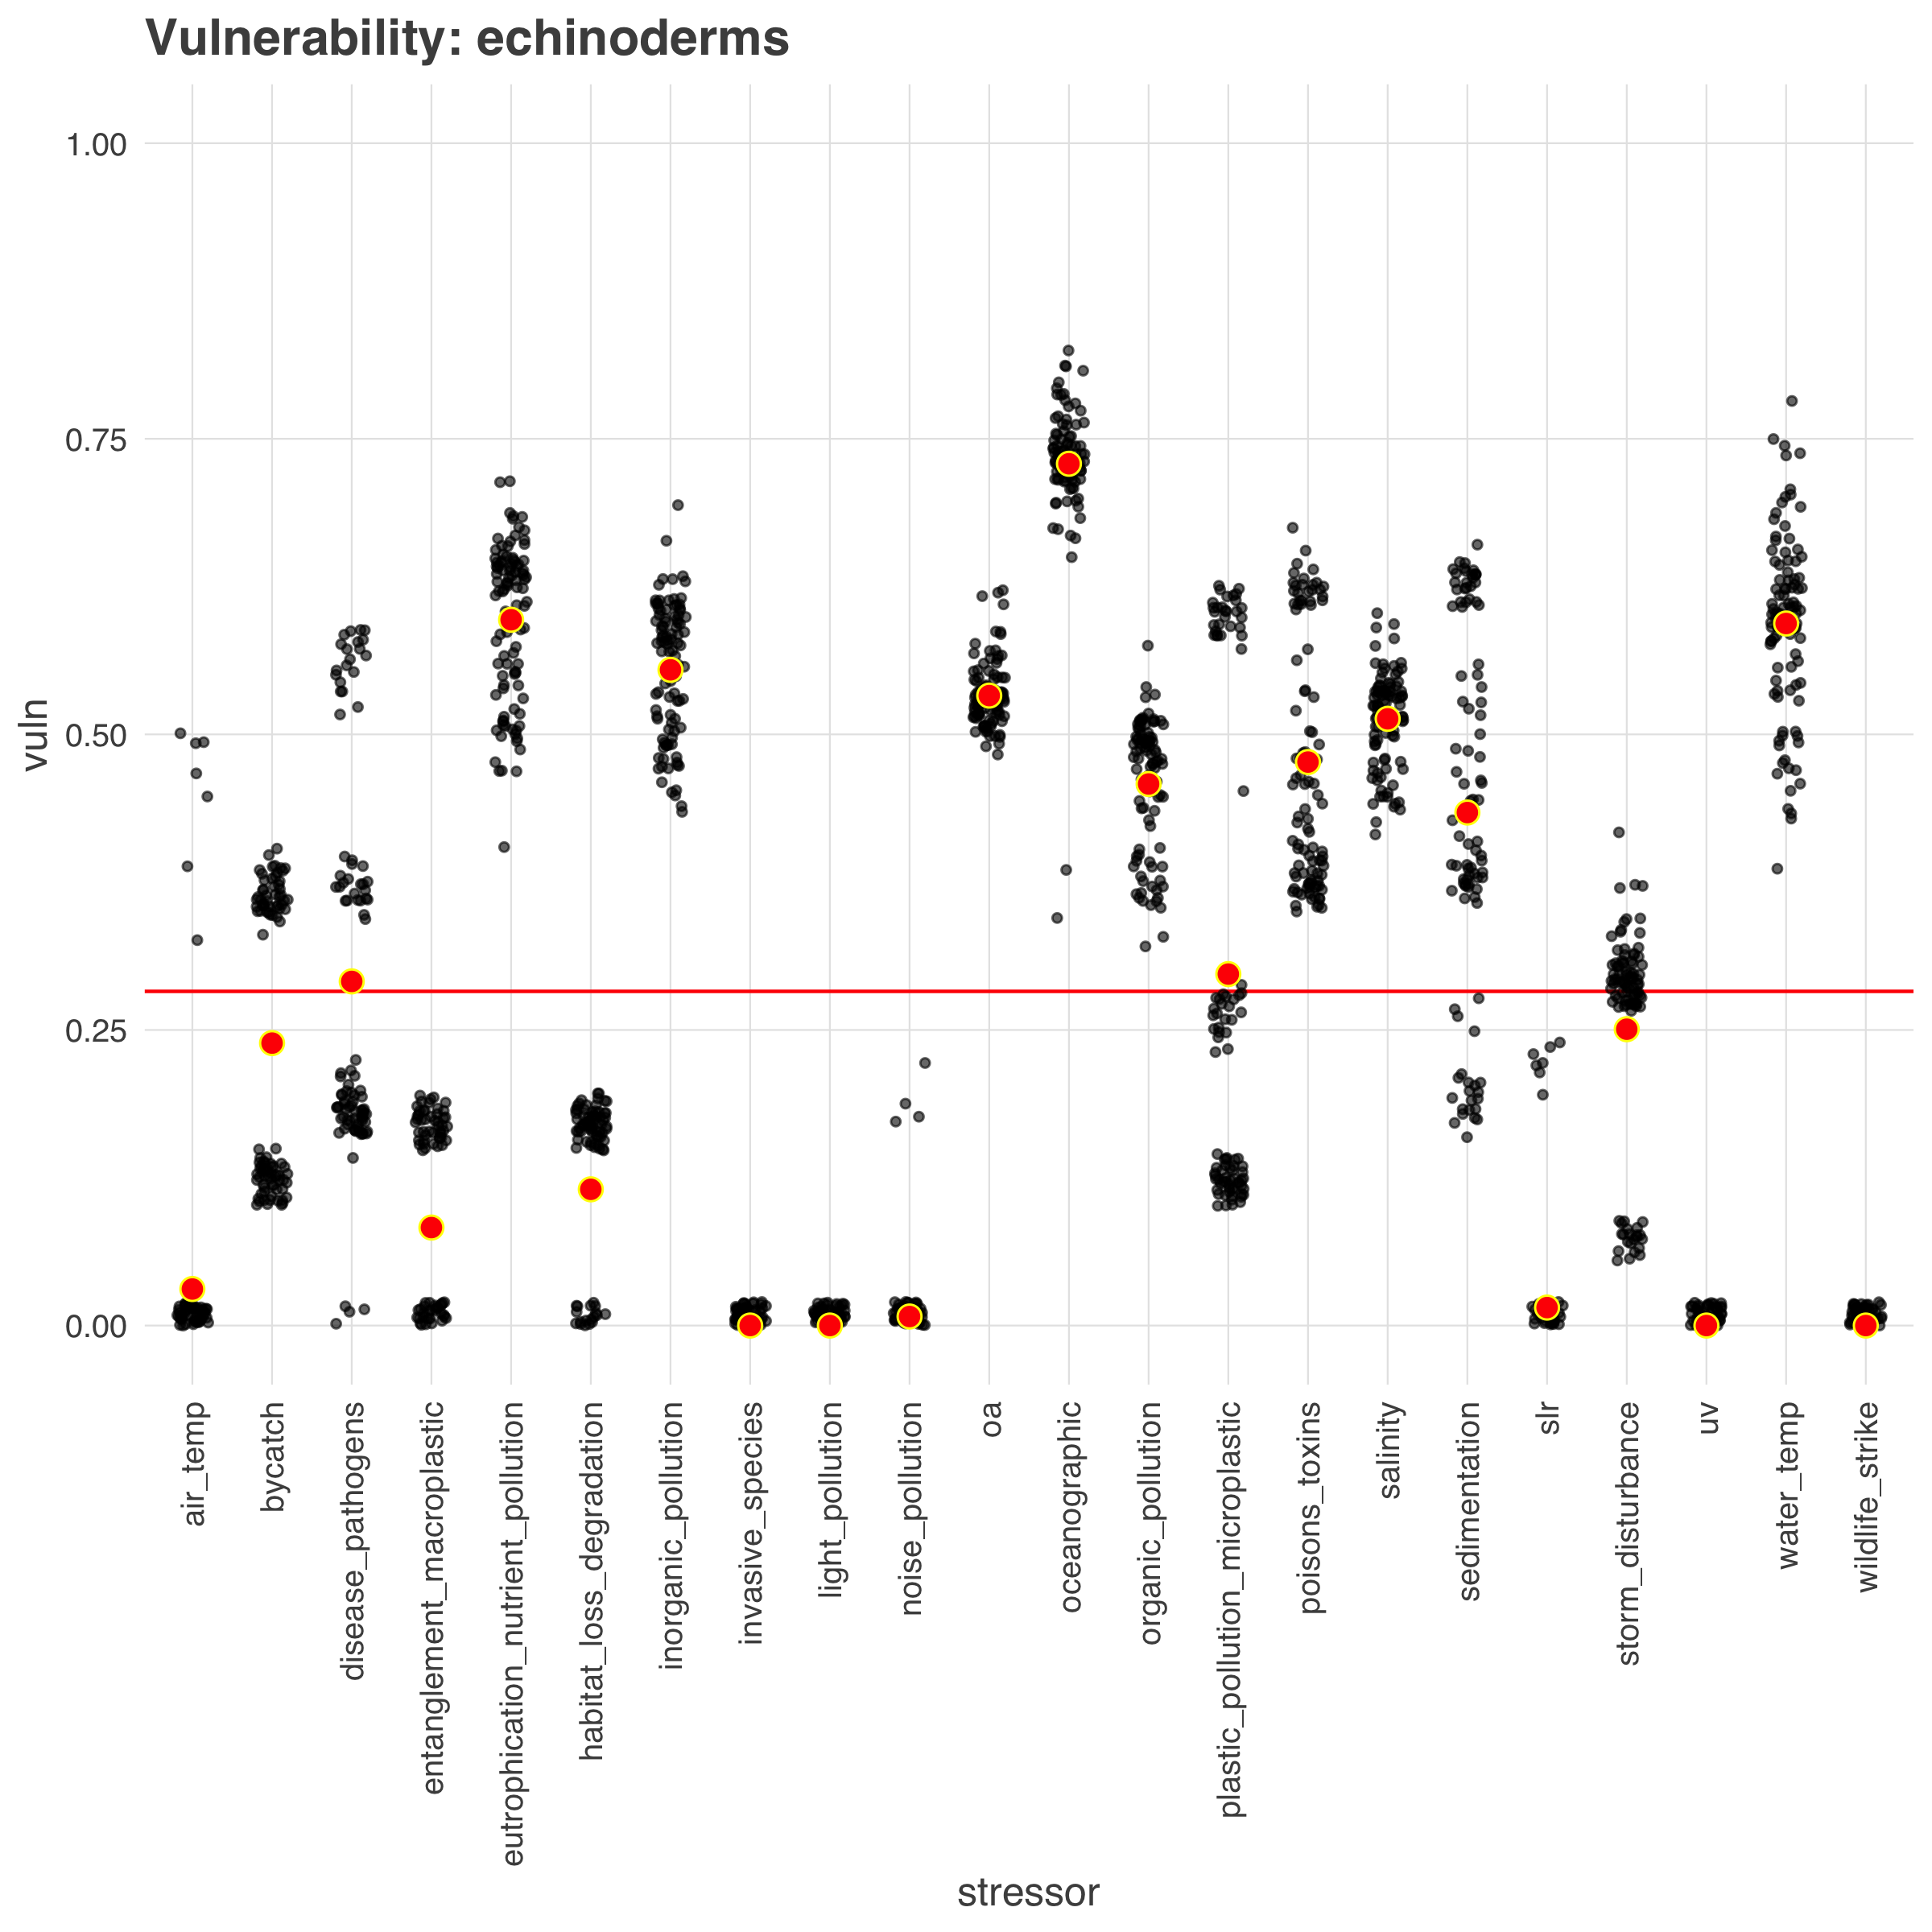 Vulnerability: echinoderms
1.00
0.75
0.50
0.25
0.00
vuln
air_temp
bycatch
disease_pathogens
entanglement_macroplastic
eutrophication_nutrient_pollution
habitat_loss_degradation
inorganic_pollution
invasive_species
light_pollution
noise_pollution
oa
oceanographic
organic_pollution
plastic_pollution_microplastic
poisons_toxins
salinity
sedimentation
slr
storm_disturbance
uv
water_temp
wildlife_strike
stressor